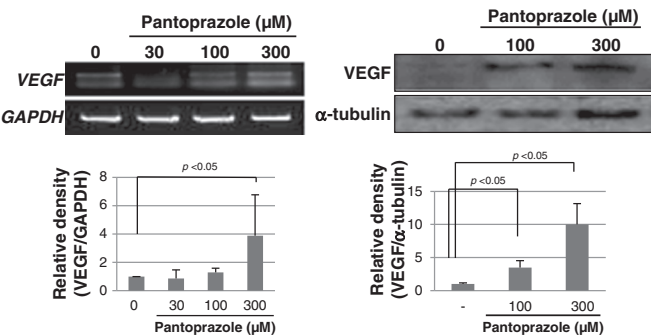 Pantoprazole (µM)
0 30 100 300
VEGF
GAPDH
Pantoprazole (µM)
0 100 300
VEGF
α-tubulin
p <0.05
8
6
4
2
0
Relative density
(VEGF/GAPDH)
0 30 100 300
Pantoprazole (µM)
p <0.05
p <0.05
15
10
5
0
Relative density
(VEGF/α-tubulin)
- 100 300
Pantoprazole (µM)